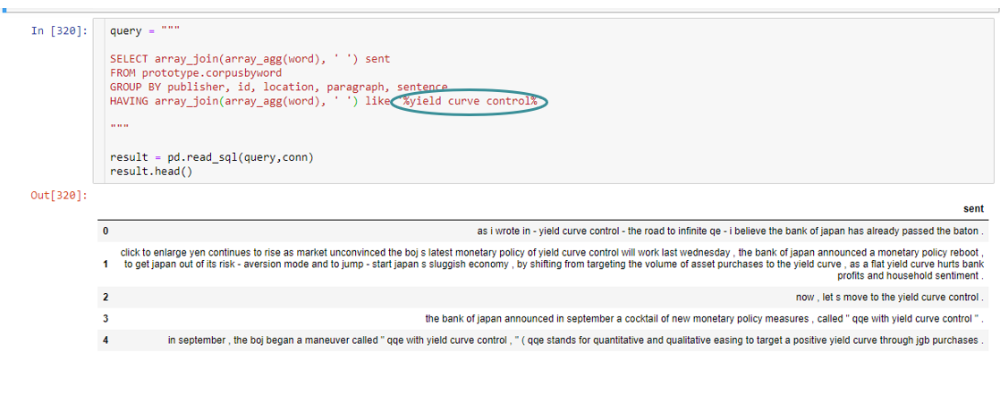 In [320]:
query = """
SELECT array_join(array_agg(word), ' ') sent
FROM prototype.corpusbyword
GROUP BY publisher, id, location, paragraph, sentence
HAVING array_join(array_agg(word), ' ') like '%yield curve control%
"""
result = pd.read_sql(query,conn)
result.head()
Out[320]:
sent
0 as i wrote in - yield curve control - the road to infinite qe - i believe the bank of japan has already passed the baton .
click to enlarge yen continues to rise as market unconvinced the boj s latest monetary policy of yield curve control will work last wednesday , the bank of japan announced a monetary policy reboot ,
1 to get japan out of its risk - aversion mode and to jump - start japan s sluggish economy , by shifting from targeting the volume of asset purchases to the yield curve , as a flat yield curve hurts bank
profits and household sentiment .
2 now , let s move to the yield curve control .
3 the bank of japan announced in september a cocktail of new monetary policy measures , called " qqe with yield curve control " .
4 in september , the boj began a maneuver called " qqe with yield curve control , " ( qqe stands for quantitative and qualitative easing to target a positive yield curve through jgb purchases .